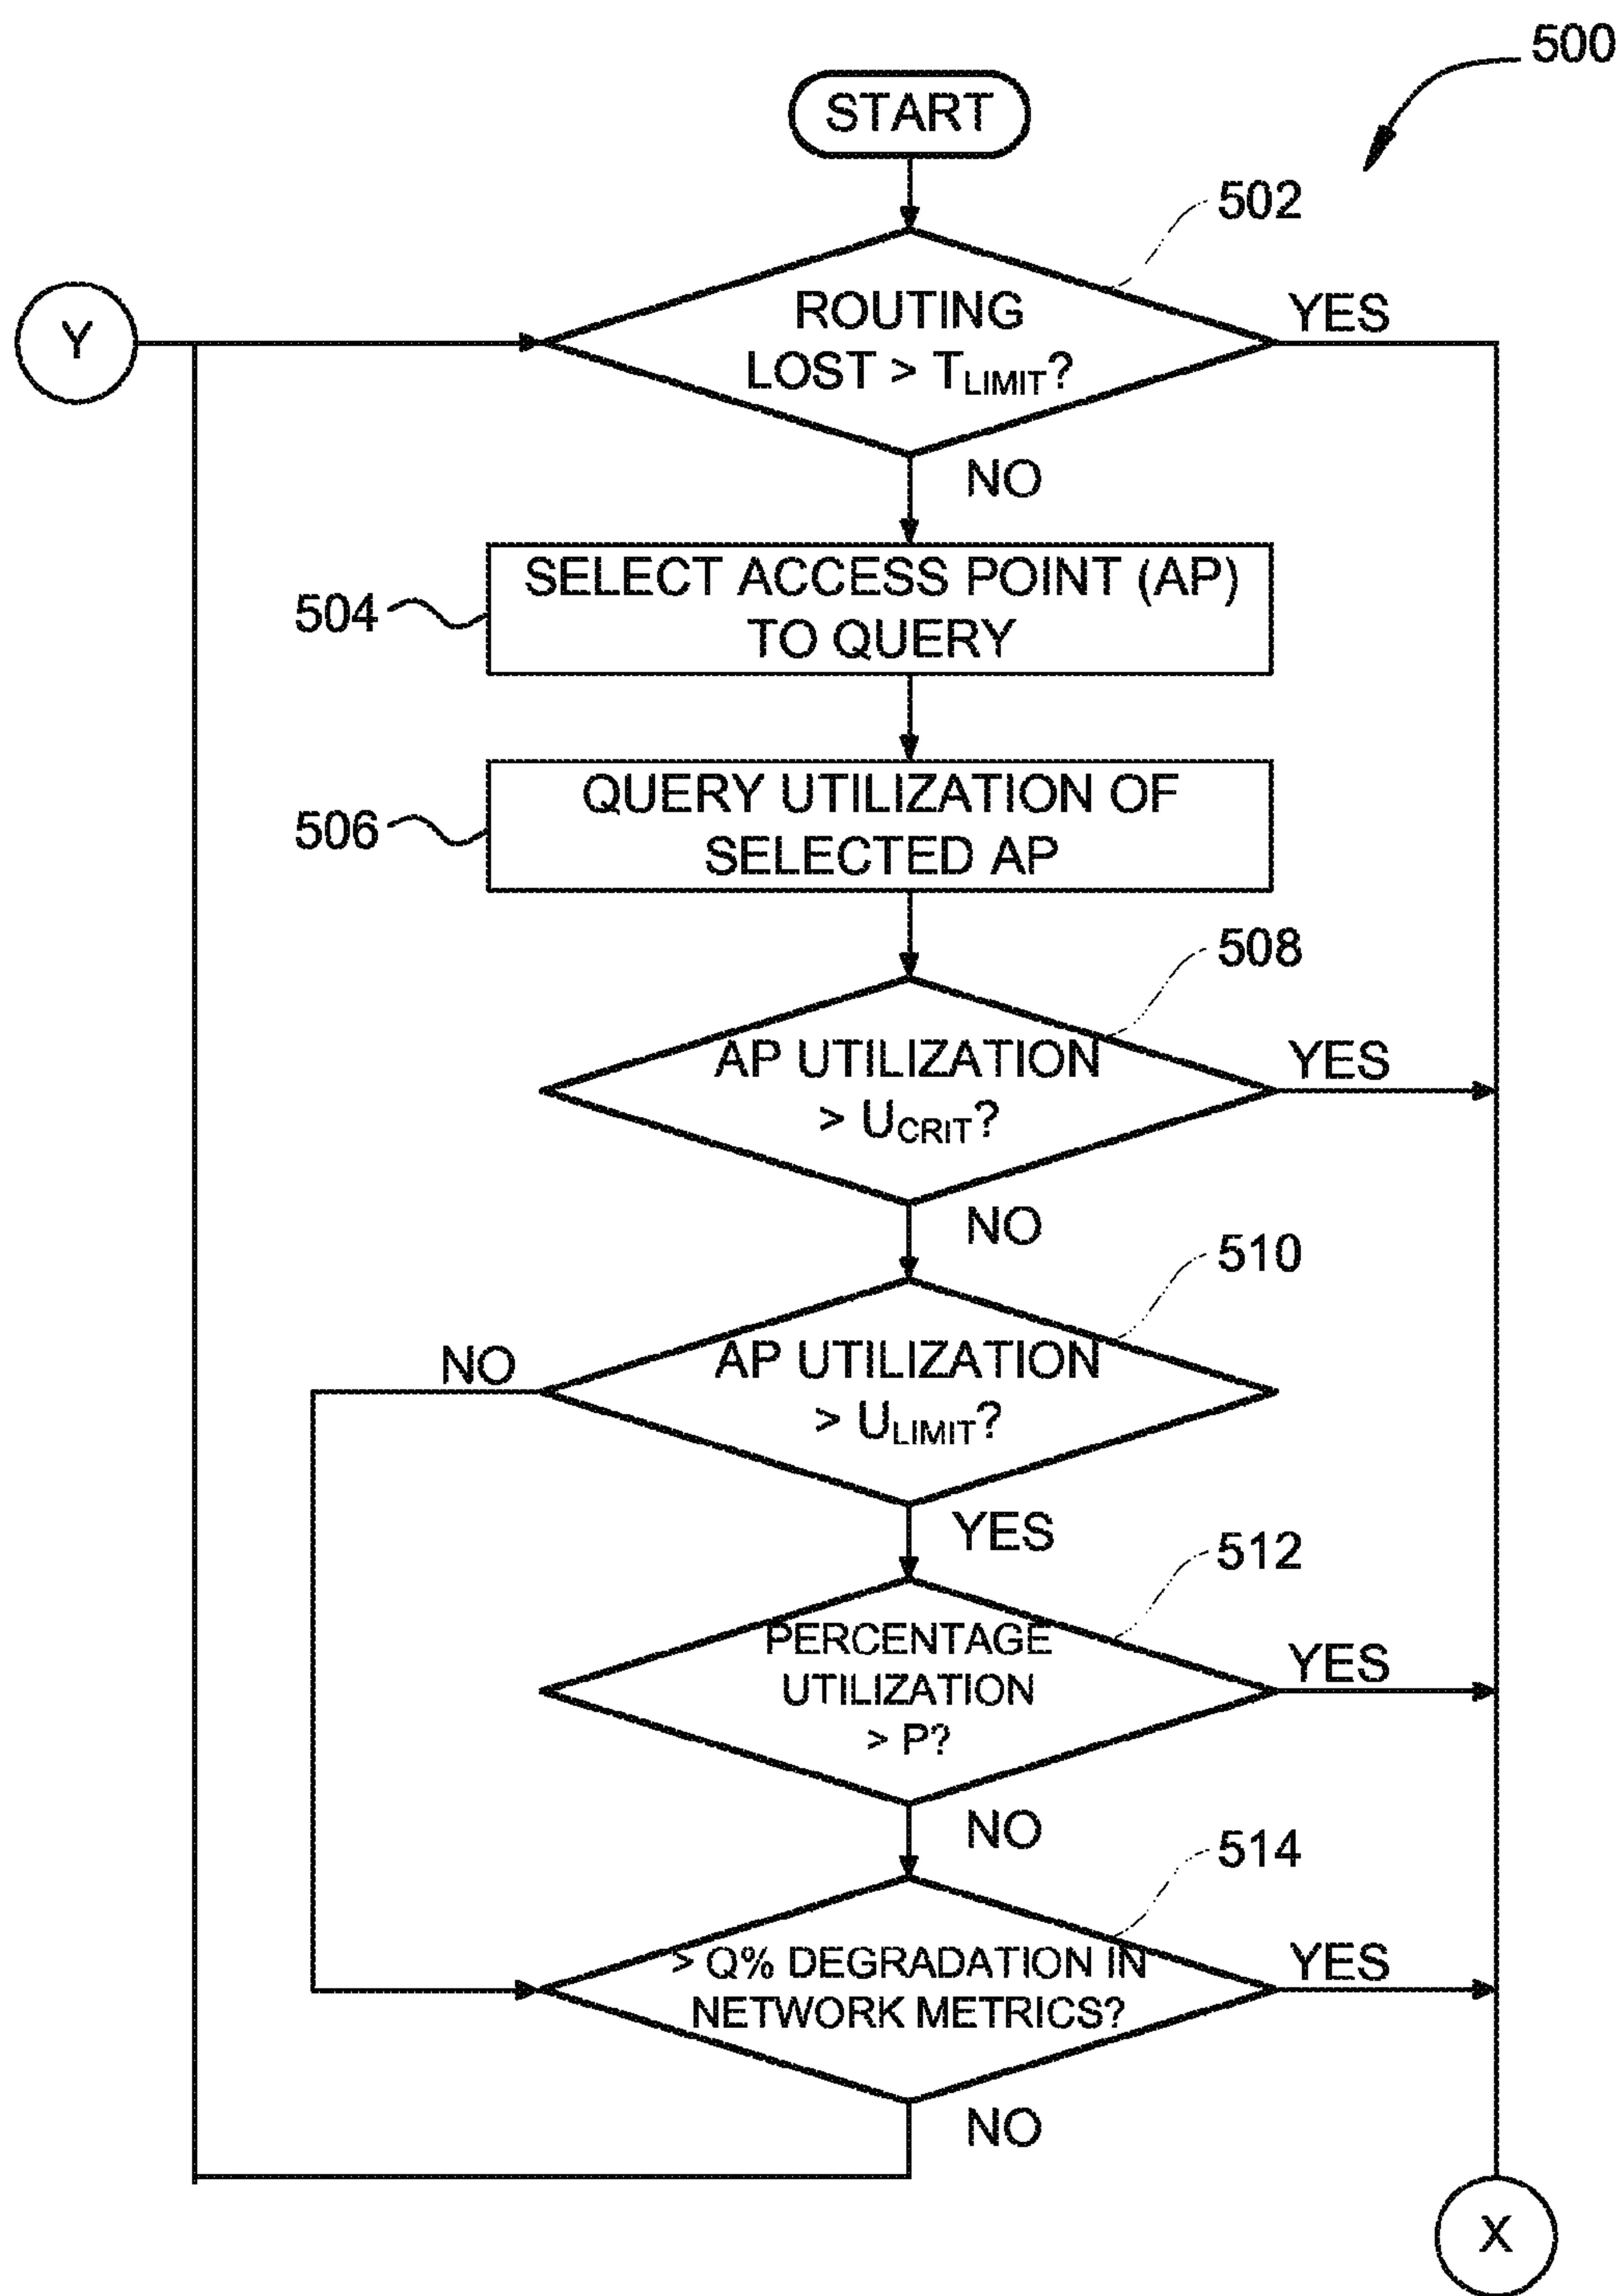 500
START
502
ROUTING
LOST > TLIMIT?
YES
Y
NO
504
SELECT ACCESS POINT (AP)
TO QUERY
506
QUERY UTILIZATION OF
SELECTED AP
508
AP UTILIZATION
> UCRIT?
YES
NO
510
AP UTILIZATION
> ULIMIT?
NO
YES
512
PERCENTAGE
UTILIZATION
> P?
YES
NO
514
> Q% DEGRADATION IN
NETWORK METRICS?
YES
NO
X